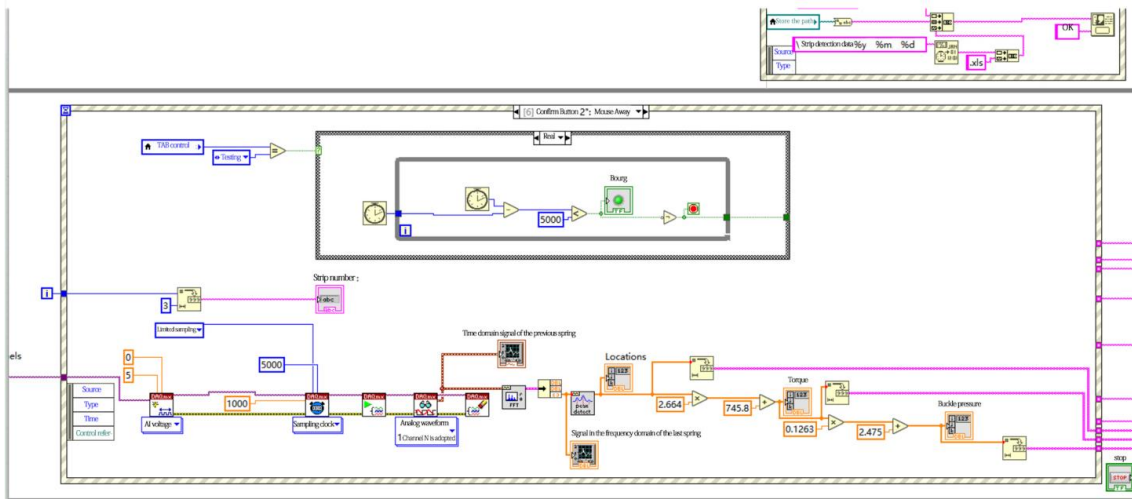 Store the path
OK
\ Strip detection data%y %m %d
Source
Type
.xls
[6] Confirm Button 2": Mouse Away
Real
TAB control
Testing
Bourg
5000
i
Strip number :
abc
i
3
Limited sampling
Time domain signal of the previous spring
els
0
5
5000
Locations
Source
Type
Time
Control refer
1000
FFT
2.664
745.8
Torque
Buckle pressure
0.1263
2.475
AI voltage
Sampling clock
Analog waveform
1 Channel N is adopted
Signal in the frequency domain of the last spring
stop
STOP